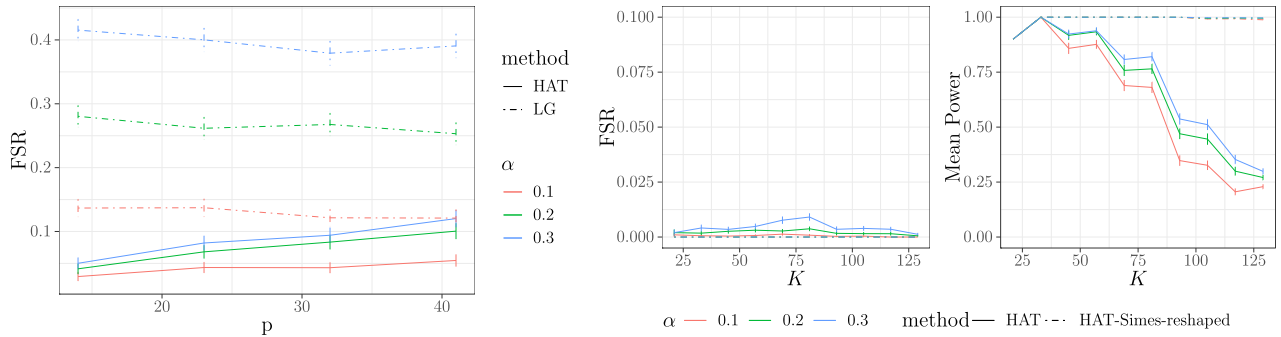 FSR
0.4
0.3
0.2
0.1
20
30
40
p
method
HAT
LG
α
0.1
0.2
0.3
FSR
0.100
0.075
0.050
0.025
0.000
25
50
75
100
125
K
Mean Power
1.00
0.75
0.50
0.25
0.00
25
50
75
100
125
K
α 0.1 0.2 0.3 method HAT HAT-Simes-reshaped